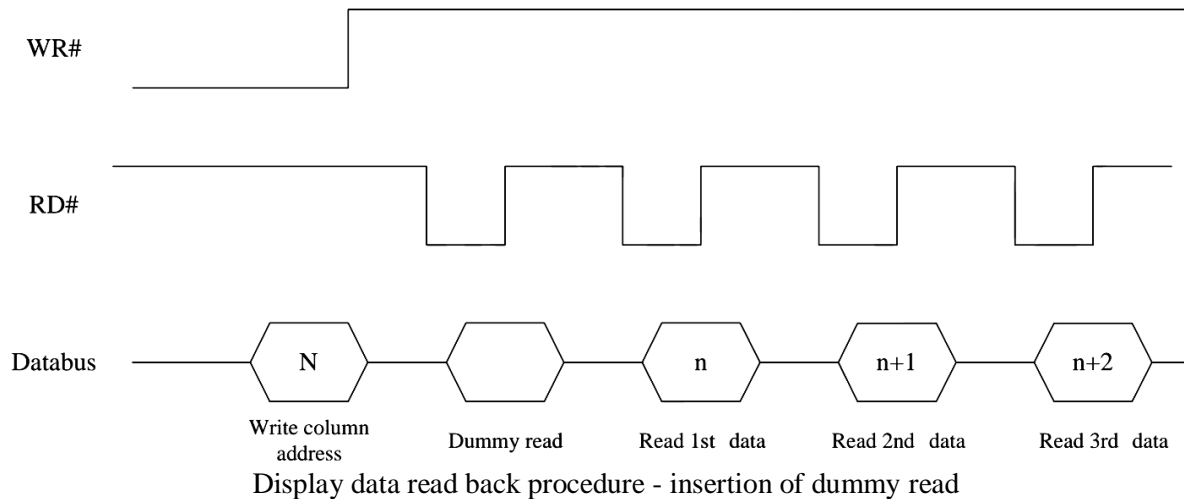 WR#
RD#
Databus
N
n
n+1
n+2
Write column
address
Dummy read
Read 1st data
Read 2nd data
Read 3rd data
Display data read back procedure - insertion of dummy read